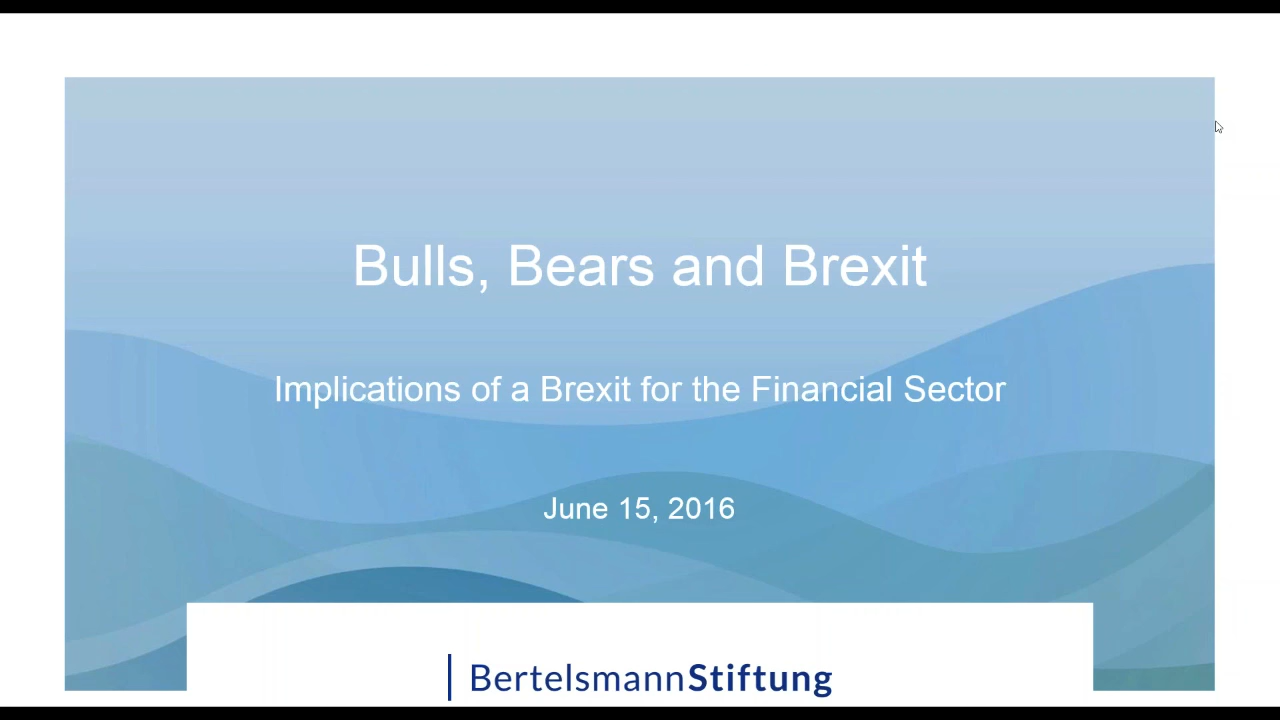 Bulls, Bears and Brexit
Implications of a Brexit for the Financial Sector
June 15, 2016
BertelsmannStiftung